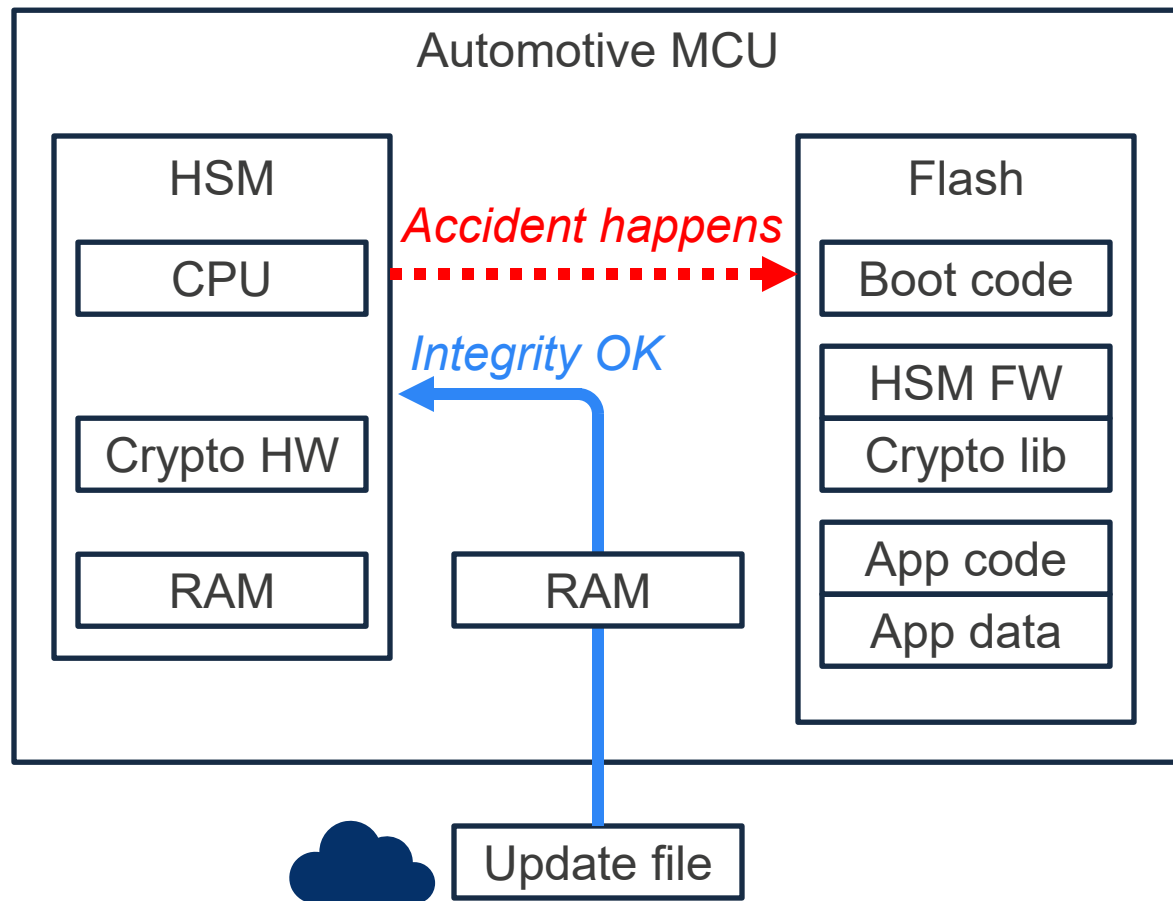 Automotive MCU
HSM
CPU
Crypto HW
RAM
Accident happens
Integrity OK
RAM
Flash
Boot code
HSM FW
Crypto lib
App code
App data
Update file